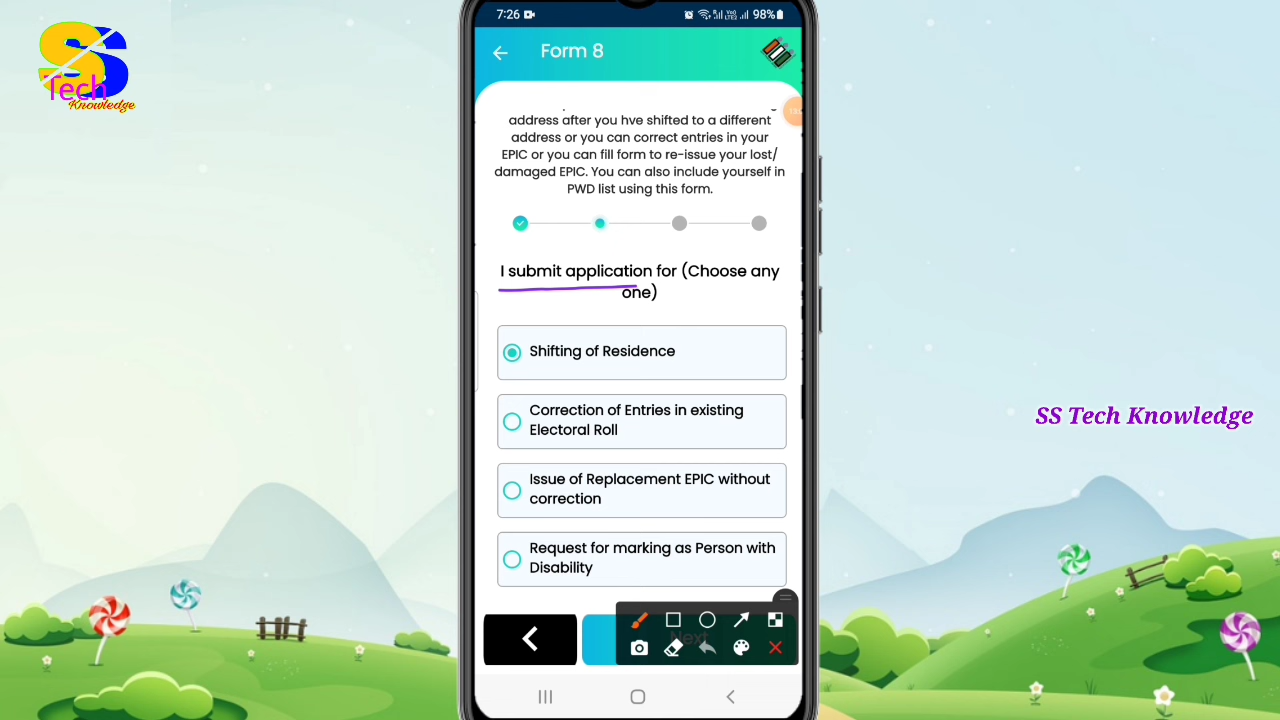 SS
Tech
Knowledge
7:26
98%
Form 8
address after you hve shifted to a different
address or you can correct entries in your
EPIC or you can fill form to re-issue your lost/
damaged EPIC. You can also include yourself in
PWD list using this form.
I submit application for (Choose any
one)
Shifting of Residence
Correction of Entries in existing
Electoral Roll
Issue of Replacement EPIC without
correction
Request for marking as Person with
Disability
Next
SS Tech Knowledge